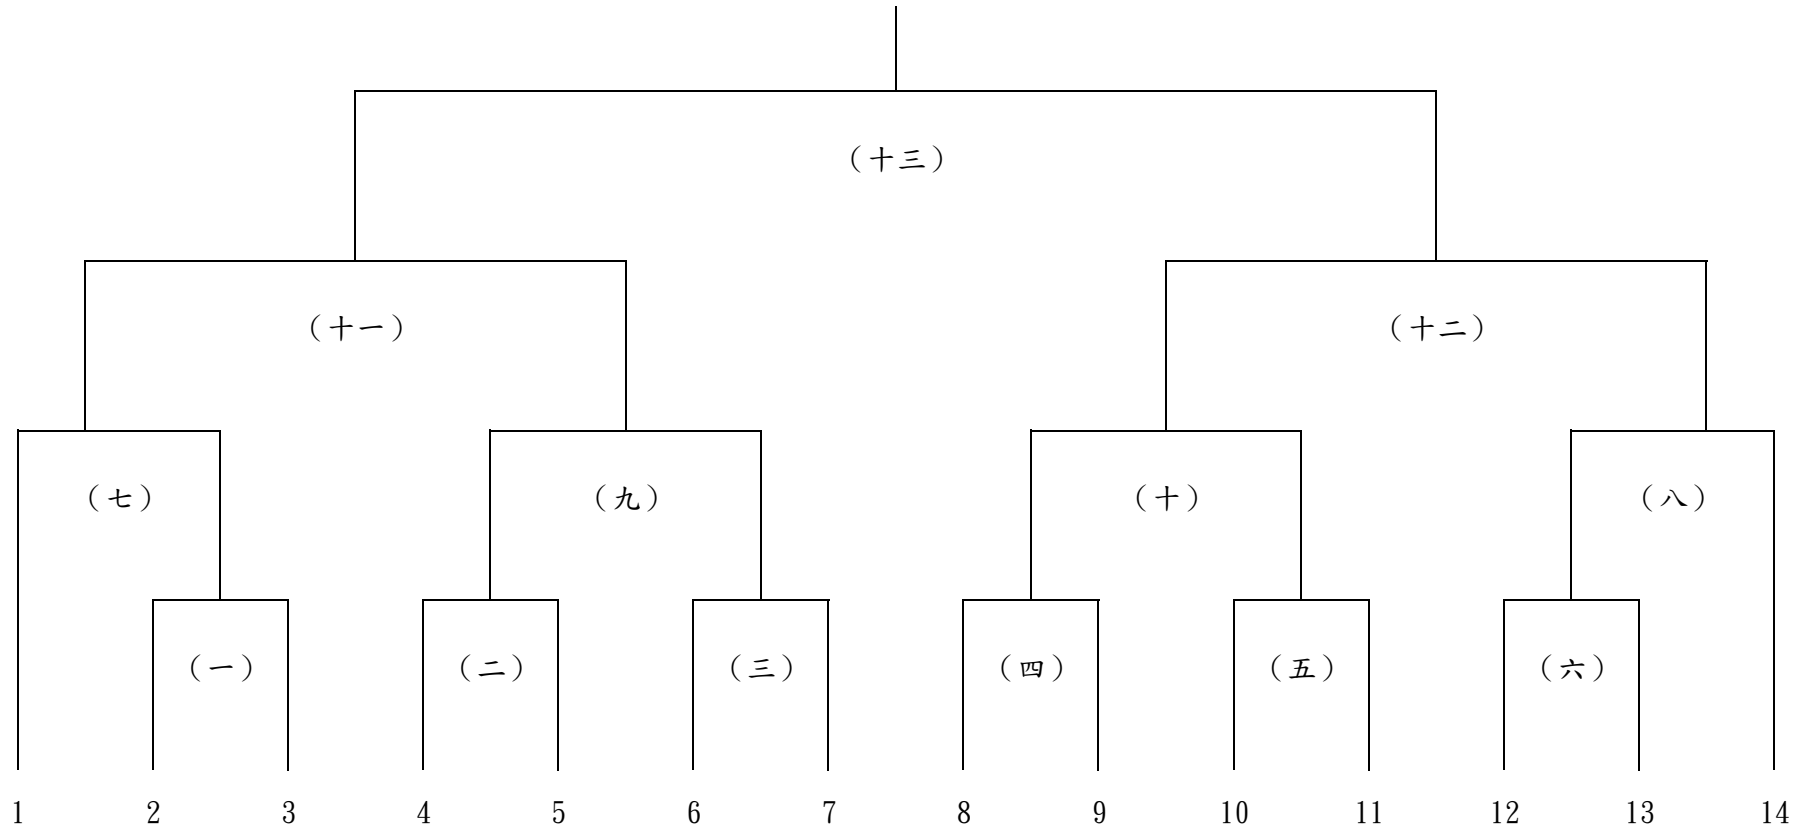 （十三）
（十一） （十二）
（七） （九） （十） （八）
（一） （二） （三） （四） （五） （六）
1 2 3 4 5 6 7 8 9 10 11 12 13 14